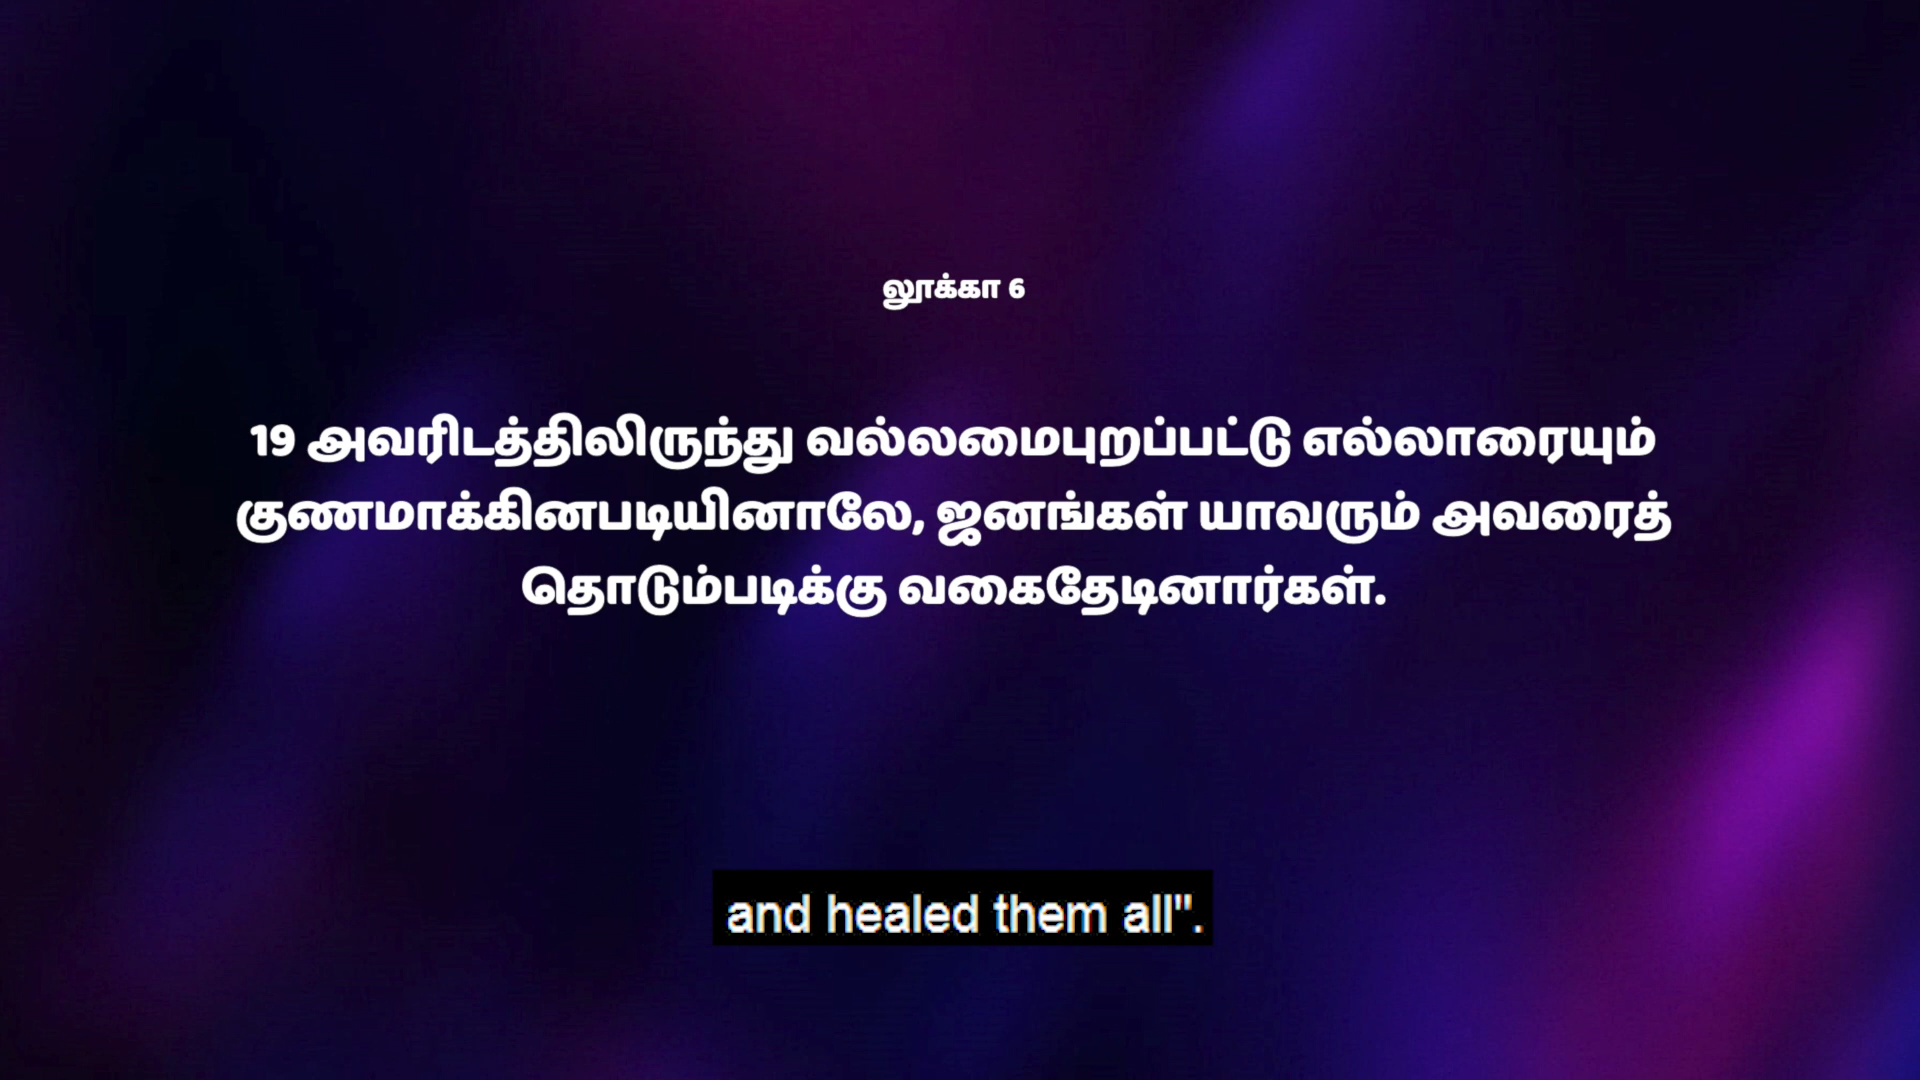 லூக்கா 6
19 அவரிடத்திலிருந்து வல்லமைபுறப்பட்டு எல்லாரையும்
குணமாக்கினபடியினாலே, ஜனங்கள் யாவரும் அவரைத்
தொடும்படிக்கு வகைதேடினார்கள்.
and healed them all".